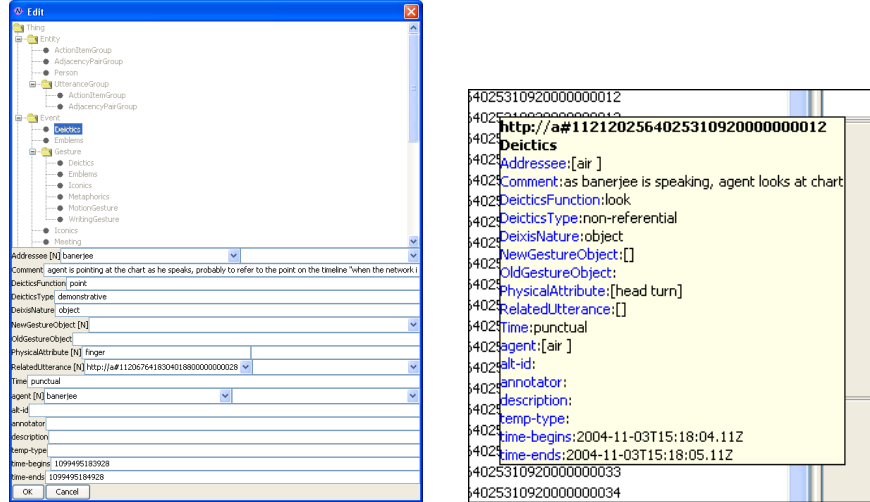 Edit
Thing
Entity
ActionItemGroup
AdjacencyPairGroup
Person
UtteranceGroup
ActionItemGroup
AdjacencyPairGroup
Event
Deictics
Emblems
Gesture
Deictics
Emblems
Iconics
Metaphorics
MotionGesture
WritingGesture
Iconics
Meeting
Addressee [N] banerjee
Comment agent is pointing at the chart as he speaks, probably to refer to the point on the timeline "when the network i
DeicticsFunction point
DeicticsType demonstrative
DeixisNature object
NewGestureObject [N]
OldGestureObject
PhysicalAttribute [N] finger
RelatedUtterance [N] http://a#1120676418304018800000000028
Time punctual
agent [N] banerjee
alt-id
annotator
description
temp-type
time-begins 1099495183928
time-ends 1099495184928
OK Cancel
64025310920000000012
http://a#11212025640253109200000000012
Deictics
Addressee:[air ]
Comment:as banerjee is speaking, agent looks at chart
DeicticsFunction:look
DeicticsType:non-referential
DeixisNature:object
NewGestureObject:[]
OldGestureObject:
PhysicalAttribute:[head turn]
RelatedUtterance:[]
Time:punctual
agent:[air ]
alt-id:
annotator:
description:
temp-type:
time-begins:2004-11-03T15:18:04.11Z
time-ends:2004-11-03T15:18:05.11Z
64025310920000000033
64025310920000000034